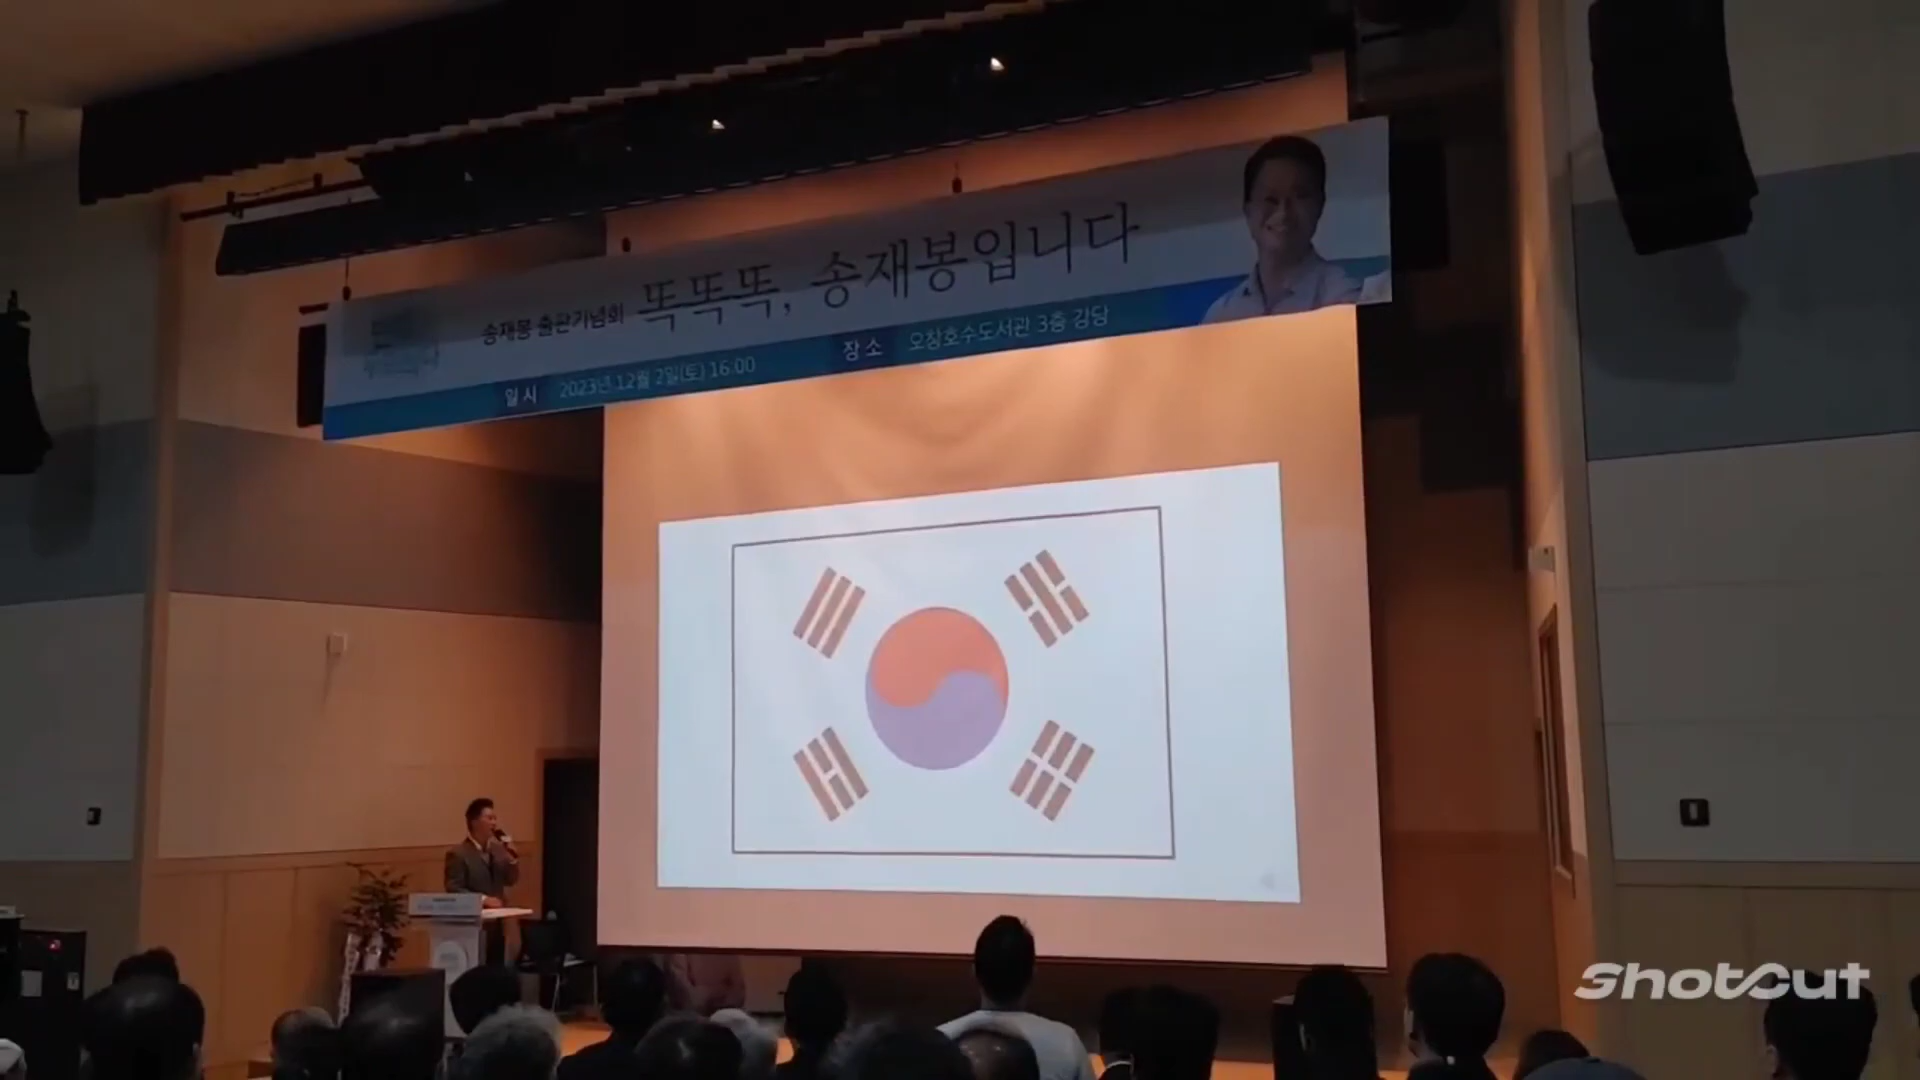 송재봉 출판기념회 똑똑똑, 송재봉입니다
일 시 2023년 12월 2일(토) 16:00 장 소 오창호수도서관 3층 강당
Shotcut